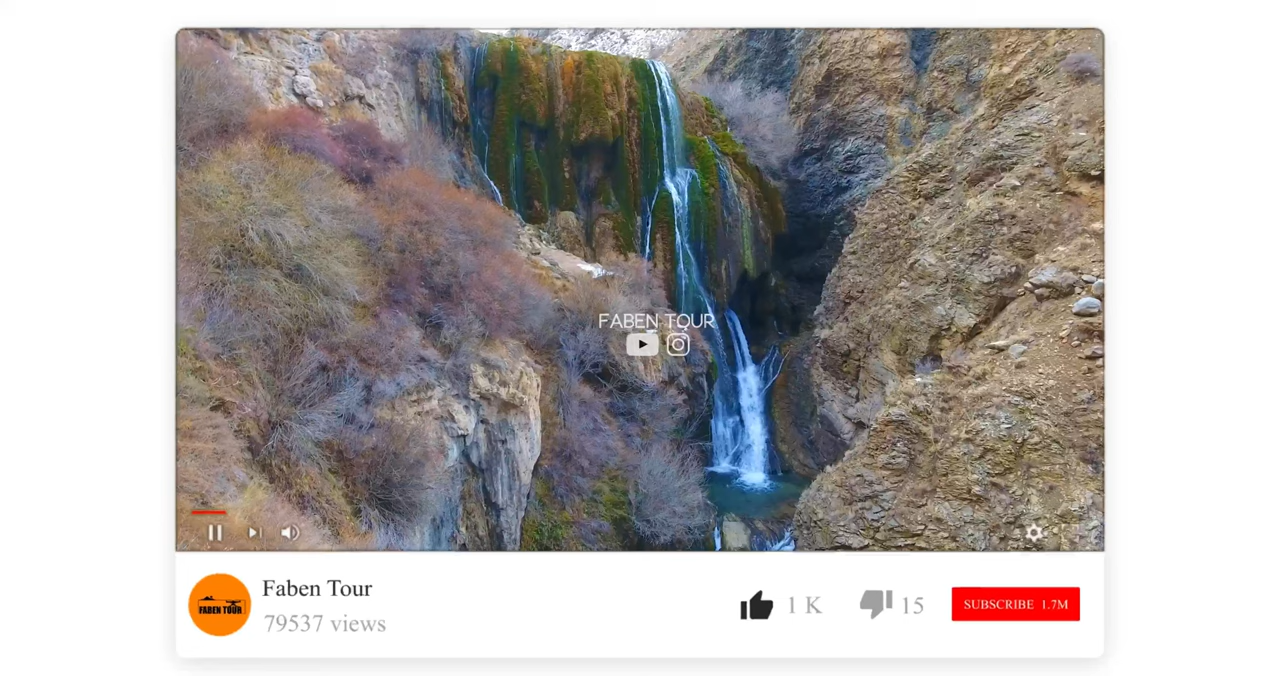 FABEN TOUR
FABEN TOUR
Faben Tour
79537 views
1 K
15
SUBSCRIBE 1.7M